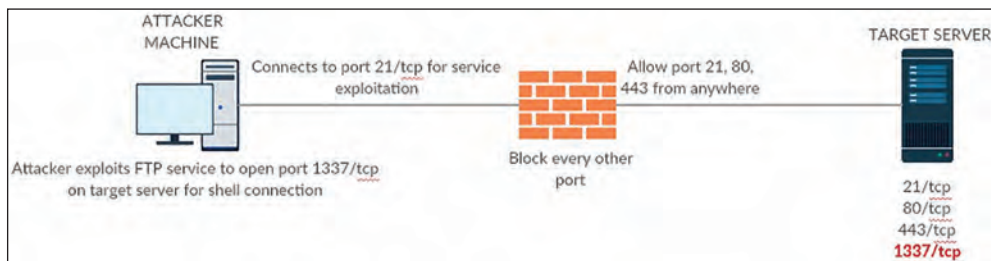 ATTACKER
MACHINE
Connects to port 21/tcp for service
exploitation
Attacker exploits FTP service to open port 1337/tcp
on target server for shell connection
Allow port 21, 80,
443 from anywhere
Block every other
port
TARGET SERVER
21/tcp
80/tcp
443/tcp
1337/tcp